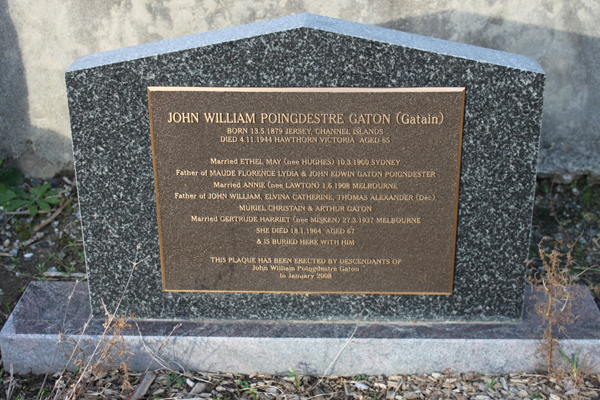 JOHN WILLIAM POINGDESTRE GATON (Gatain)
BORN 13.5.1879 JERSEY, CHANNEL ISLANDS
DIED 4.11.1944 HAWTHORN VICTORIA AGED 65
Married ETHEL MAY (nee HUGHES) 10.3.1900 SYDNEY
Father of MAUDE FLORENCE LYDIA & JOHN EDWIN GATON POIGNDESTER
Married ANNIE (nee LAWTON) 1.6.1908 MELBOURNE
Father of JOHN WILLIAM, ELVINA CATHERINE, THOMAS ALEXANDER (Dec)
MURIEL CHRISTAIN & ARTHUR GATON
Married GERTRUDE HARRIET (nee MISKEN) 27.3.1937 MELBOURNE
SHE DIED 18.1.1964 AGED 67
& IS BURIED HERE WITH HIM
THIS PLAQUE HAS BEEN ERECTED BY DESCENDANTS OF
John William Poingdestre Gaton
in January 2008